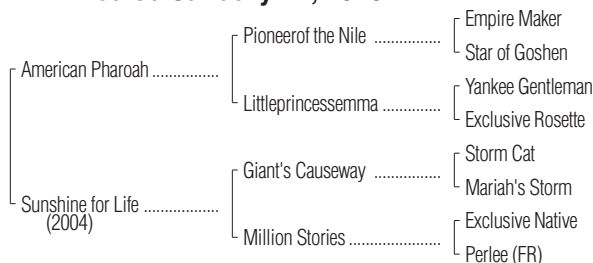 Pioneerof the Nile ...............
Empire Maker
Star of Goshen
American Pharoah ...............
Littleprincessemma .............
Yankee Gentleman
Exclusive Rosette
Giant's Causeway ...............
Storm Cat
Mariah's Storm
Sunshine for Life .................
(2004)
Million Stories .....................
Exclusive Native
Perlee (FR)